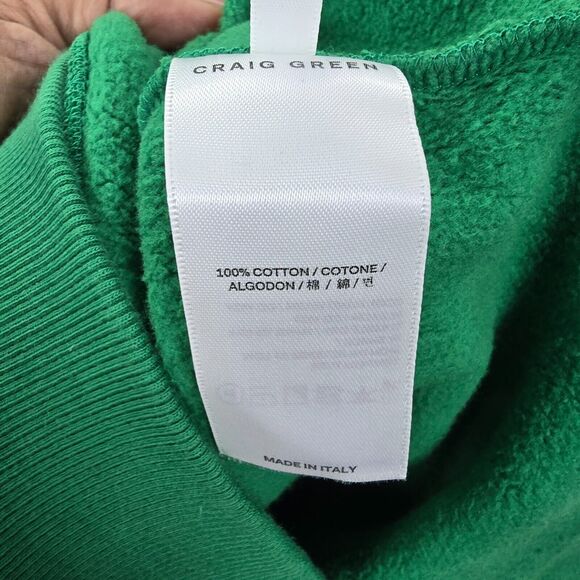 CRAIG GREEN
100% COTTON / COTONE /
ALGODON / 棉 / 綿 / 면
MADE IN ITALY